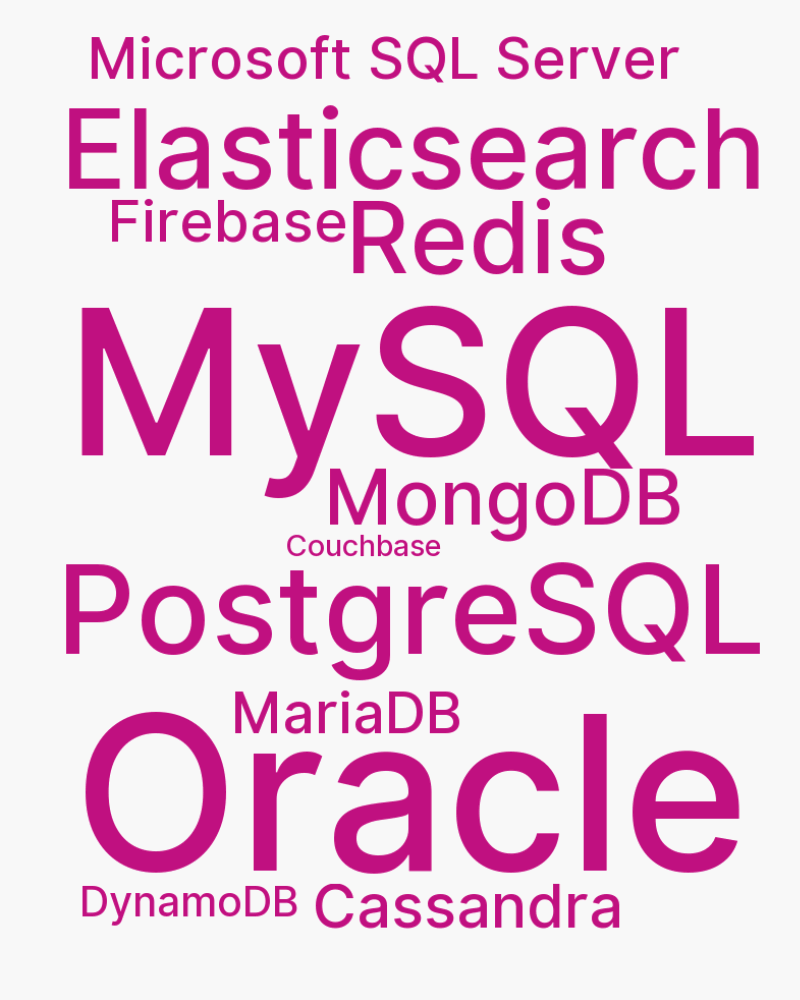 Microsoft SQL Server
Elasticsearch
Firebase
Redis
MySQL
MongoDB
Couchbase
PostgreSQL
MariaDB
Oracle
DynamoDB
Cassandra